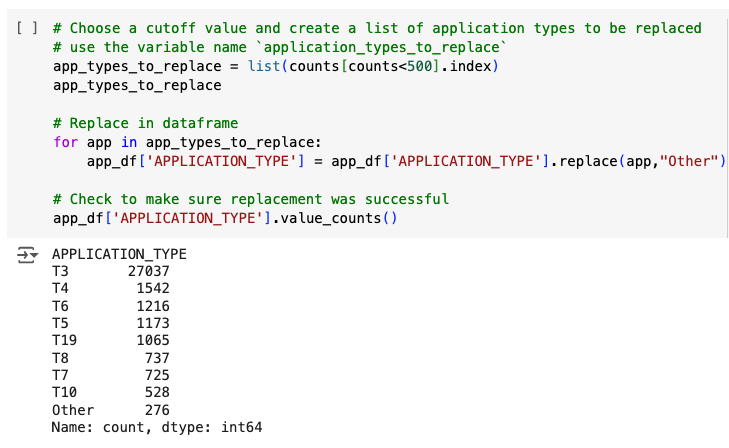 [ ] # Choose a cutoff value and create a list of application types to be replaced
# use the variable name `application_types_to_replace`
app_types_to_replace = list(counts[counts<500].index)
app_types_to_replace
# Replace in dataframe
for app in app_types_to_replace:
    app_df['APPLICATION_TYPE'] = app_df['APPLICATION_TYPE'].replace(app,"Other")
# Check to make sure replacement was successful
app_df['APPLICATION_TYPE'].value_counts()
APPLICATION_TYPE
T3       27037
T4        1542
T6        1216
T5        1173
T19       1065
T8         737
T7         725
T10        528
Other      276
Name: count, dtype: int64